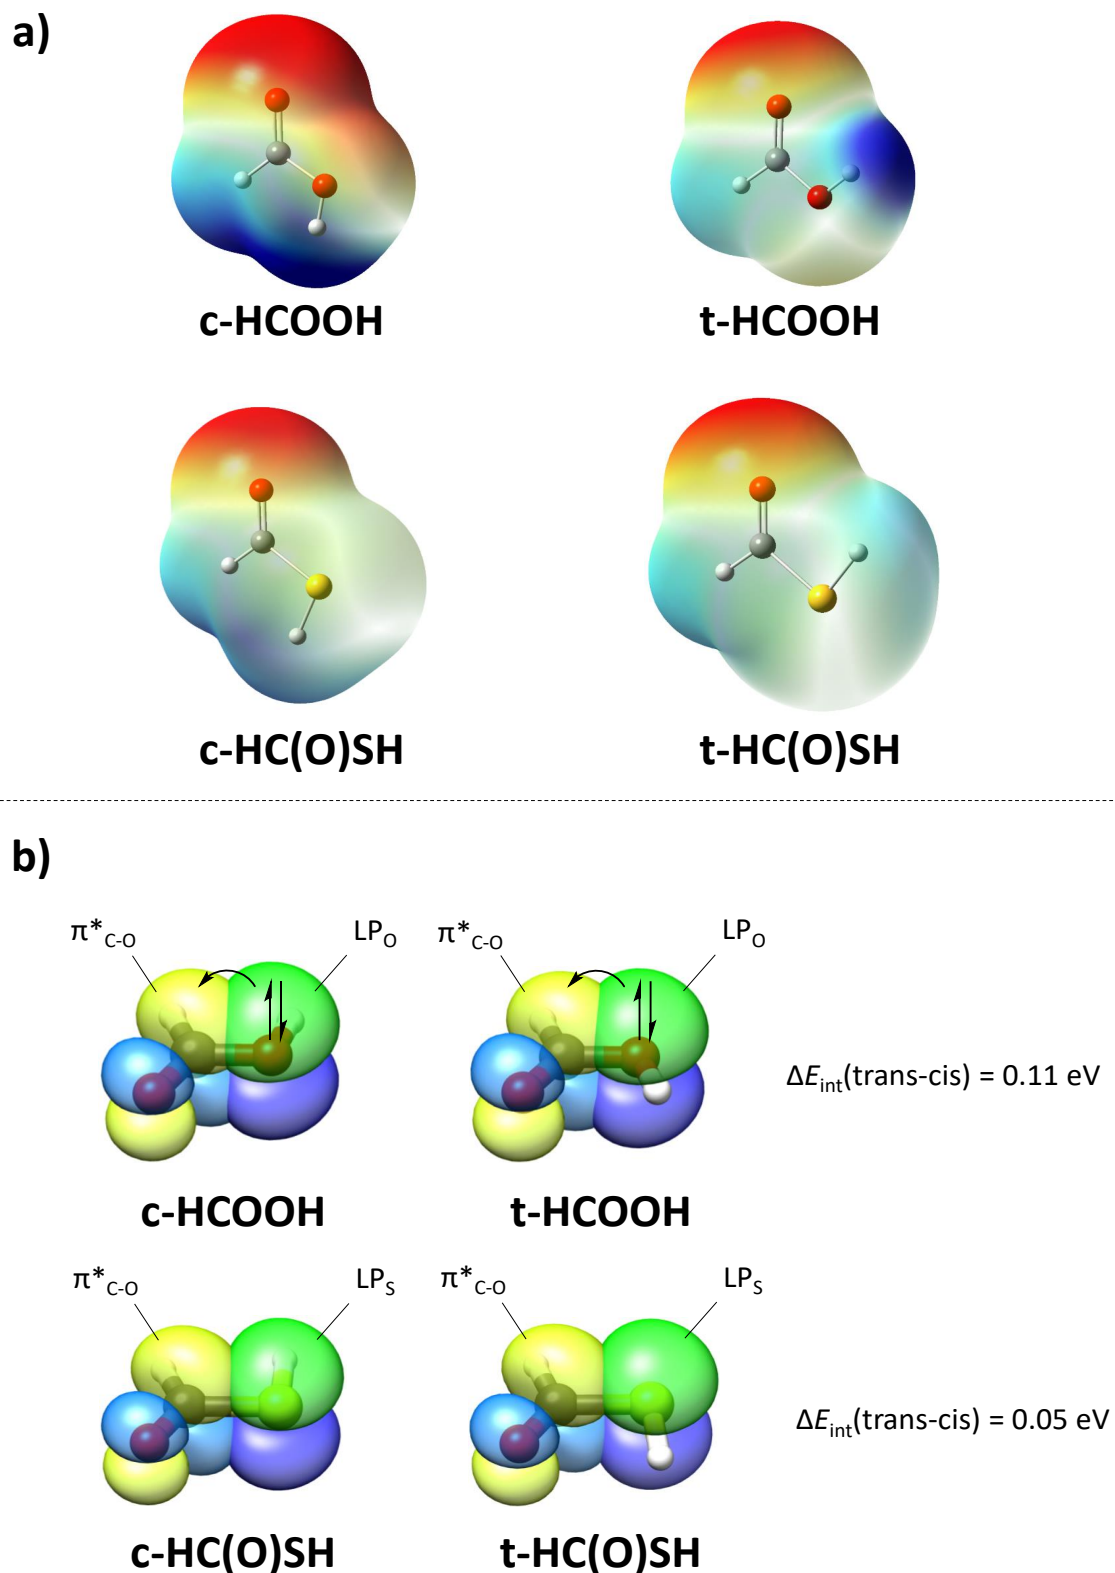 a)
c-HCOOH
t-HCOOH
c-HC(O)SH
t-HC(O)SH
b)
π*C-O
LPO
π*C-O
LPO
ΔEint(trans-cis) = 0.11 eV
c-HCOOH
t-HCOOH
π*C-O
LPS
π*C-O
LPS
ΔEint(trans-cis) = 0.05 eV
c-HC(O)SH
t-HC(O)SH